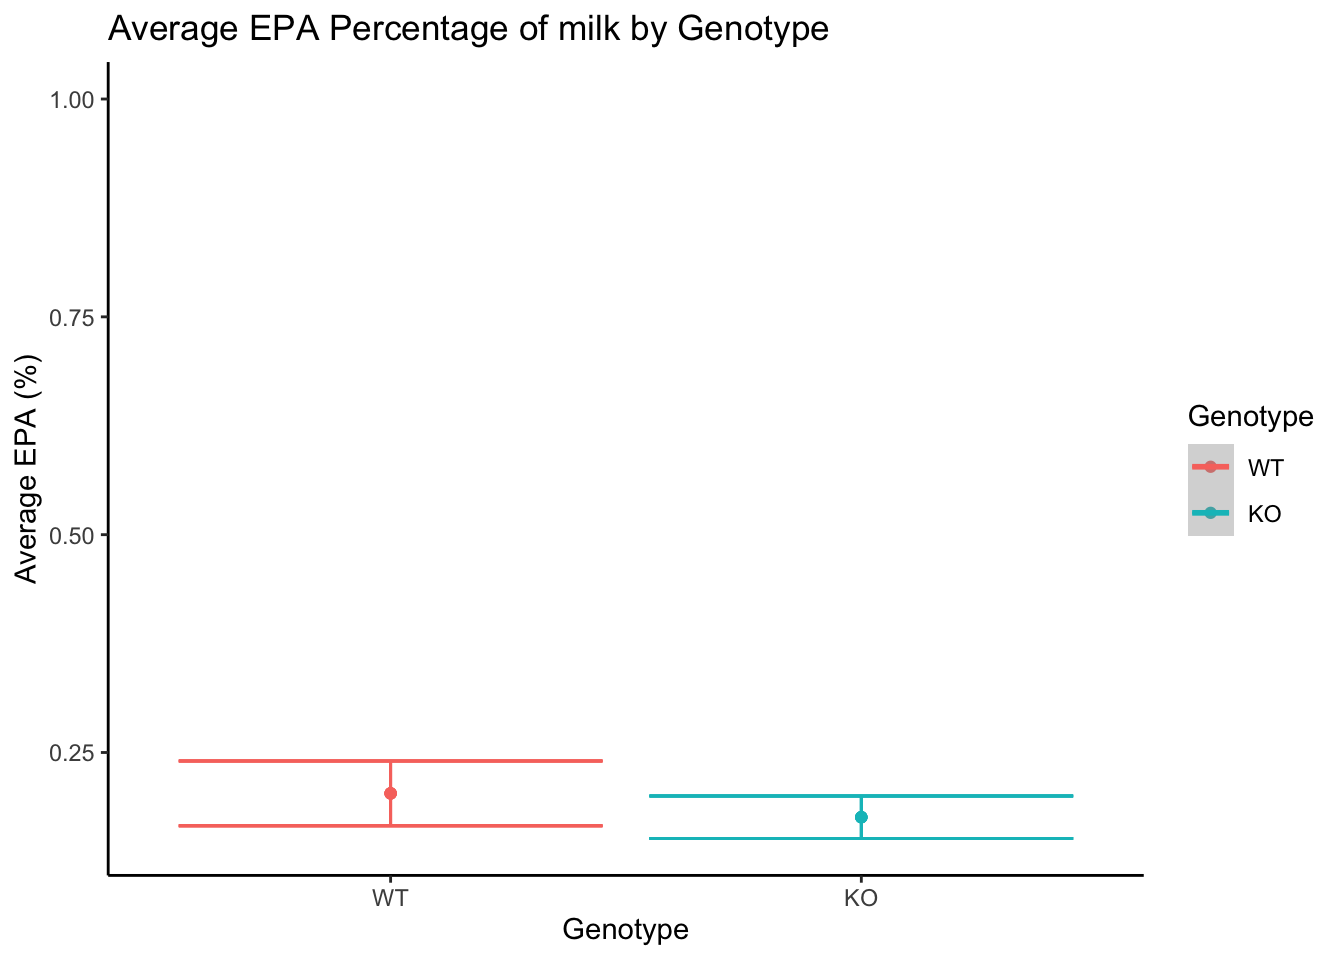 Average EPA Percentage of milk by Genotype
1.00
0.75
0.50
0.25
Average EPA (%)
WT
KO
Genotype
Genotype
WT
KO